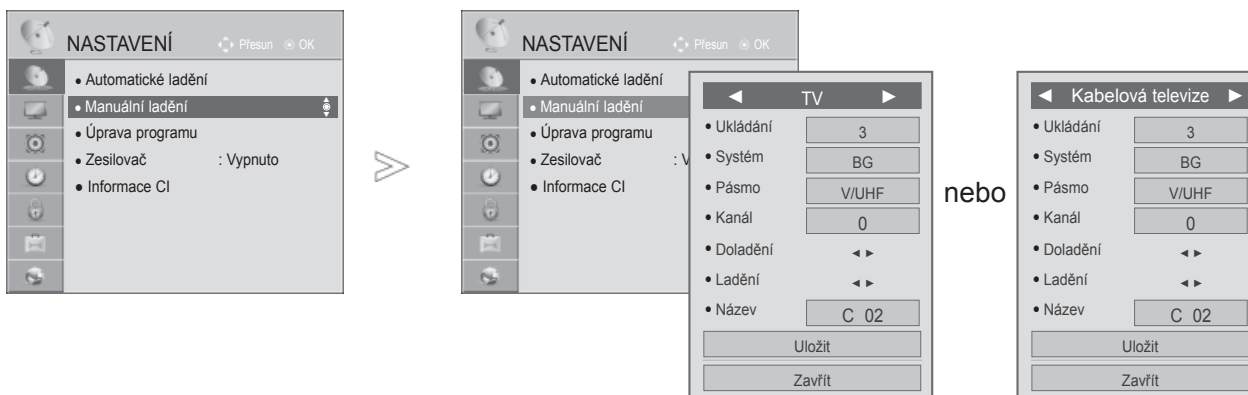 NASTAVENÍ Přesun OK
• Automatické ladění
• Manuální ladění
• Úprava programu
• Zesilovač : Vypnuto
• Informace CI
NASTAVENÍ Přesun OK
• Automatické ladění
• Manuální ladění
• Úprava programu
• Zesilovač : V
• Informace CI
◄ TV ►
• Ukládání 3
• Systém BG
• Pásmo V/UHF
• Kanál 0
• Doladění ◄ ►
• Ladění ◄ ►
• Název C 02
Uložit
Zavřít
nebo
◄ Kabelová televize ►
• Ukládání 3
• Systém BG
• Pásmo V/UHF
• Kanál 0
• Doladění ◄ ►
• Ladění ◄ ►
• Název C 02
Uložit
Zavřít